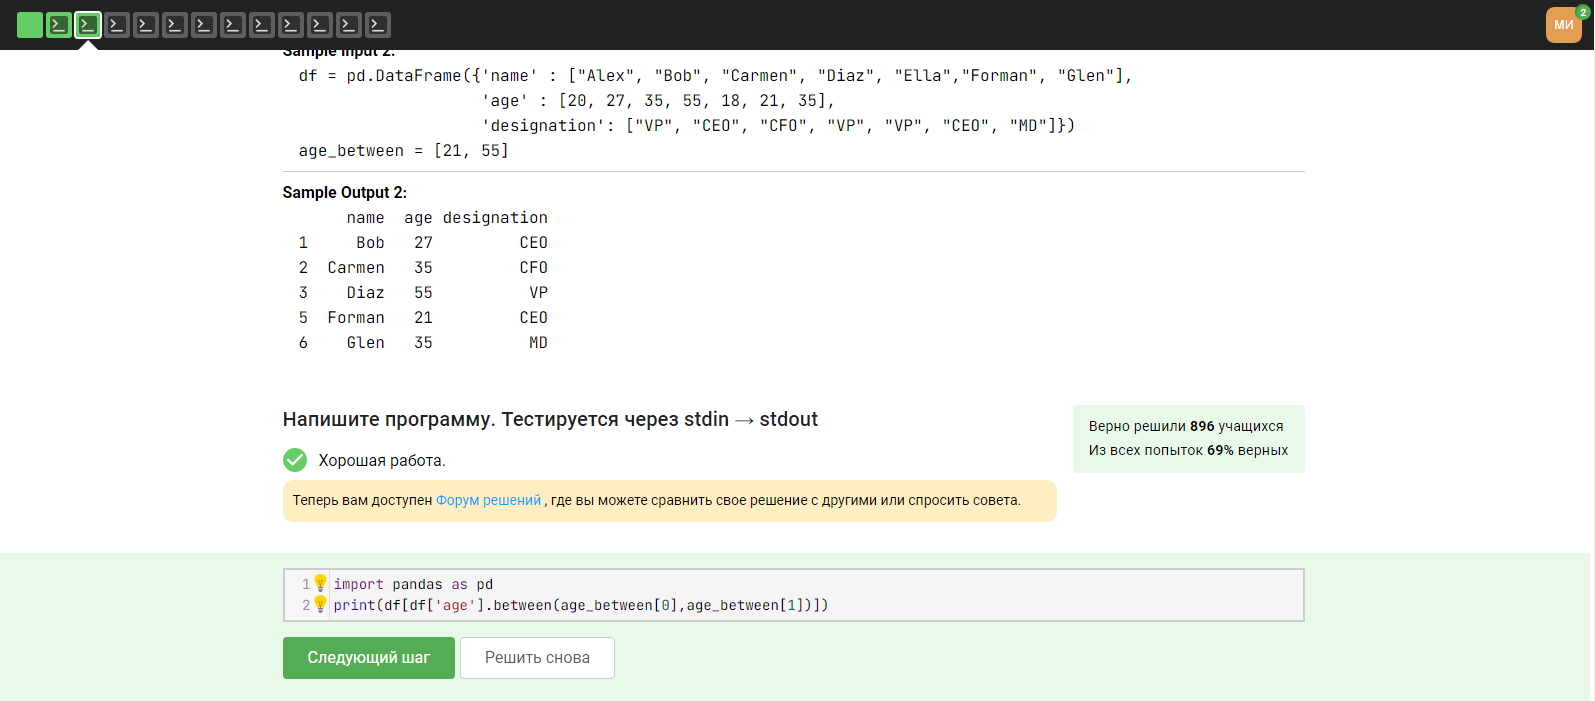 МИ
2
Sample Input 2:
df = pd.DataFrame({'name' : ["Alex", "Bob", "Carmen", "Diaz", "Ella","Forman", "Glen"],
'age' : [20, 27, 35, 55, 18, 21, 35],
'designation': ["VP", "CEO", "CFO", "VP", "VP", "CEO", "MD"]})
age_between = [21, 55]
Sample Output 2:
name age designation
1 Bob 27 CEO
2 Carmen 35 CFO
3 Diaz 55 VP
5 Forman 21 CEO
6 Glen 35 MD
Напишите программу. Тестируется через stdin → stdout
Верно решили 896 учащихся
Из всех попыток 69% верных
Хорошая работа.
Теперь вам доступен Форум решений , где вы можете сравнить свое решение с другими или спросить совета.
1 import pandas as pd
2 print(df[df['age'].between(age_between[0],age_between[1])])
Следующий шаг
Решить снова